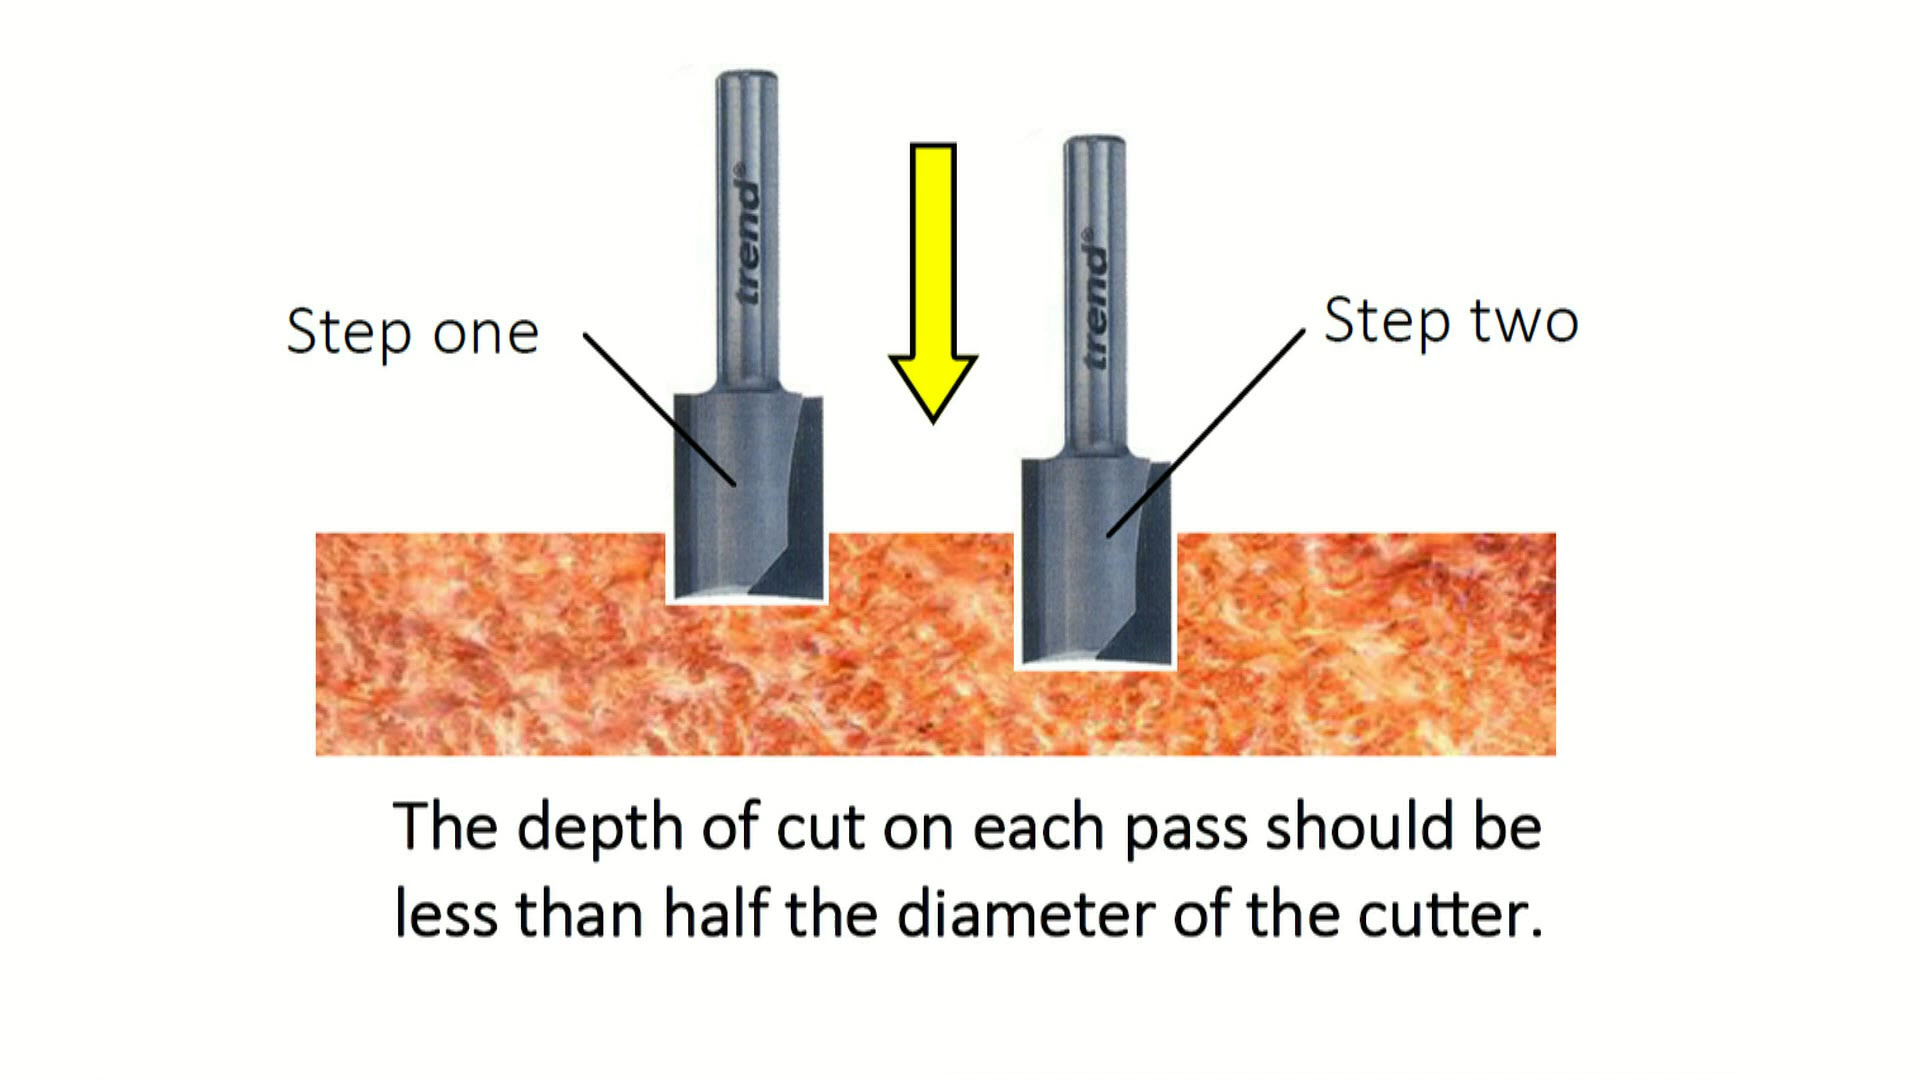 trend®
trend®
Step one
Step two
The depth of cut on each pass should be
less than half the diameter of the cutter.